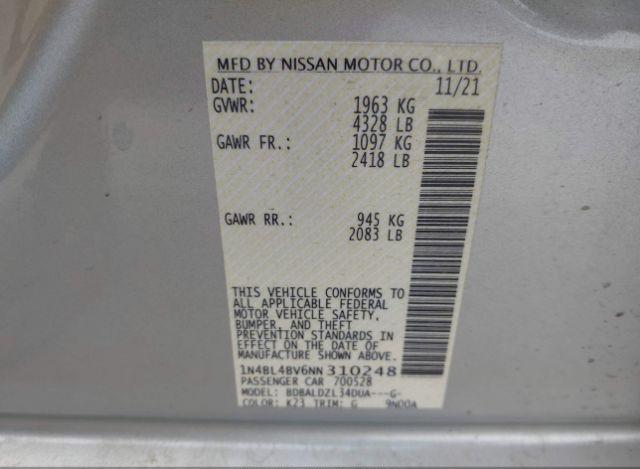 MFD BY NISSAN MOTOR CO., LTD.
DATE: 11/21
GVWR: 1963 KG
4328 LB
GAWR FR.: 1097 KG
2418 LB
GAWR RR.: 945 KG
2083 LB
THIS VEHICLE CONFORMS TO
ALL APPLICABLE FEDERAL
MOTOR VEHICLE SAFETY,
BUMPER, AND THEFT
PREVENTION STANDARDS IN
EFFECT ON THE DATE OF
MANUFACTURE SHOWN ABOVE.
1N4BL4BV6NN310248
PASSENGER CAR 700528
MODEL: BDBALDZL34DUA---G-
COLOR: K23 TRIM: G 9N00A